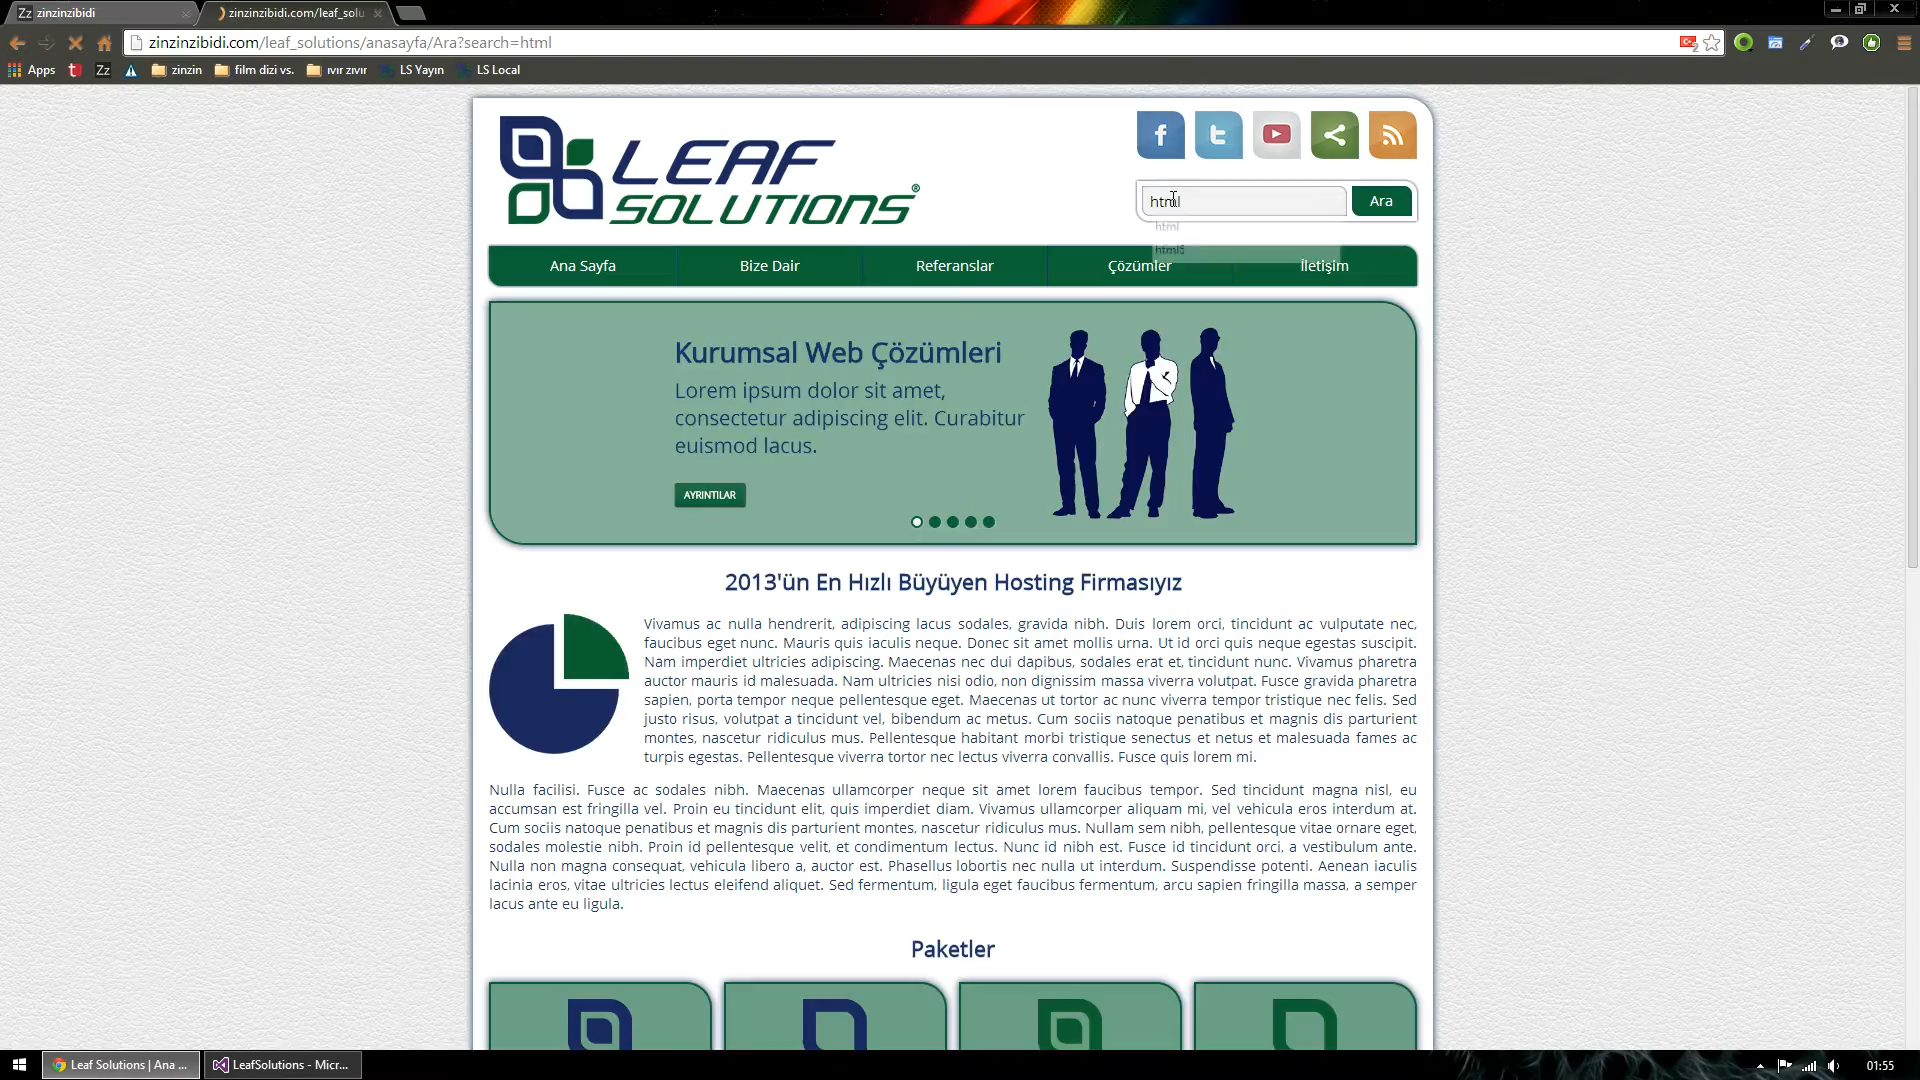 Zz zinzinzibidi
zinzinzibidi.com/leaf_solu
zinzinzibidi.com/leaf_solutions/anasayfa/Ara?search=html
Apps t Zz zinzin film dizi vs. ıvır zıvır LS Yayın LS Local
LEAF
SOLUTIONS®
html Ara
html
html5
Ana Sayfa Bize Dair Referanslar Çözümler İletişim
Kurumsal Web Çözümleri
Lorem ipsum dolor sit amet,
consectetur adipiscing elit. Curabitur
euismod lacus.
AYRINTILAR
2013'ün En Hızlı Büyüyen Hosting Firmasıyız
Vivamus ac nulla hendrerit, adipiscing lacus sodales, gravida nibh. Duis lorem orci, tincidunt ac vulputate nec,
faucibus eget nunc. Mauris quis iaculis neque. Donec sit amet mollis urna. Ut id orci quis neque egestas suscipit.
Nam imperdiet ultricies adipiscing. Maecenas nec dui dapibus, sodales erat et, tincidunt nunc. Vivamus pharetra
auctor mauris id malesuada. Nam ultricies nisi odio, non dignissim massa viverra volutpat. Fusce gravida pharetra
sapien, porta tempor neque pellentesque eget. Maecenas ut tortor ac nunc viverra tempor tristique nec felis. Sed
justo risus, volutpat a tincidunt vel, bibendum ac metus. Cum sociis natoque penatibus et magnis dis parturient
montes, nascetur ridiculus mus. Pellentesque habitant morbi tristique senectus et netus et malesuada fames ac
turpis egestas. Pellentesque viverra tortor nec lectus viverra convallis. Fusce quis lorem mi.
Nulla facilisi. Fusce ac sodales nibh. Maecenas ullamcorper neque sit amet lorem faucibus tempor. Sed tincidunt magna nisl, eu
accumsan est fringilla vel. Proin eu tincidunt elit, quis imperdiet diam. Vivamus ullamcorper aliquam mi, vel vehicula eros interdum at.
Cum sociis natoque penatibus et magnis dis parturient montes, nascetur ridiculus mus. Nullam sem nibh, pellentesque vitae ornare eget,
sodales molestie nibh. Proin id pellentesque velit, et condimentum lectus. Nunc id nibh est. Fusce id tincidunt orci, a vestibulum ante.
Nulla non magna consequat, vehicula libero a, auctor est. Phasellus lobortis nec nulla ut interdum. Suspendisse potenti. Aenean iaculis
lacinia eros, vitae ultricies lectus eleifend aliquet. Sed fermentum, ligula eget faucibus fermentum, arcu sapien fringilla massa, a semper
lacus ante eu ligula.
Paketler
Leaf Solutions | Ana ... LeafSolutions - Micr... 01:55